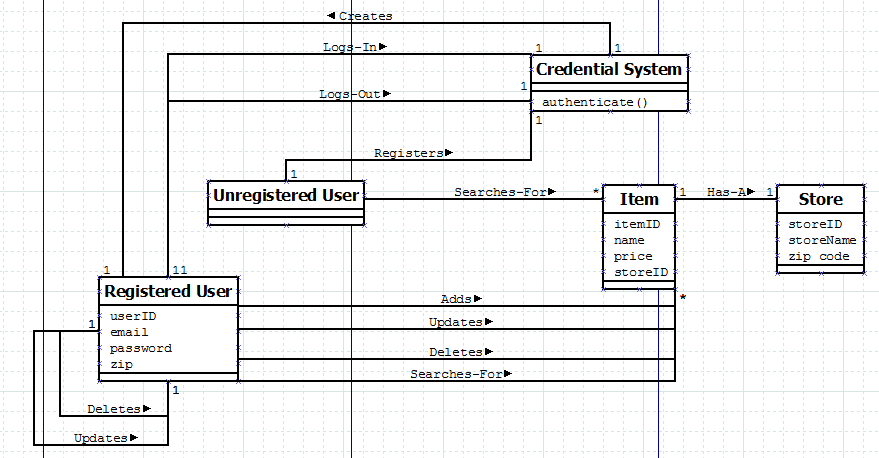 ◀ Creates
1
Logs-In ▶
1
Credential System
authenticate()
Logs-Out ▶
1
1
Registers ▶
1
Unregistered User
Searches-For ▶
*
Item
itemID
name
price
storeID
1
Has-A ▶
1
Store
storeID
storeName
zip code
1
11
Registered User
userID
email
password
zip
*
Adds ▶
Updates ▶
Deletes ▶
Searches-For ▶
1
1
Deletes ▶
Updates ▶